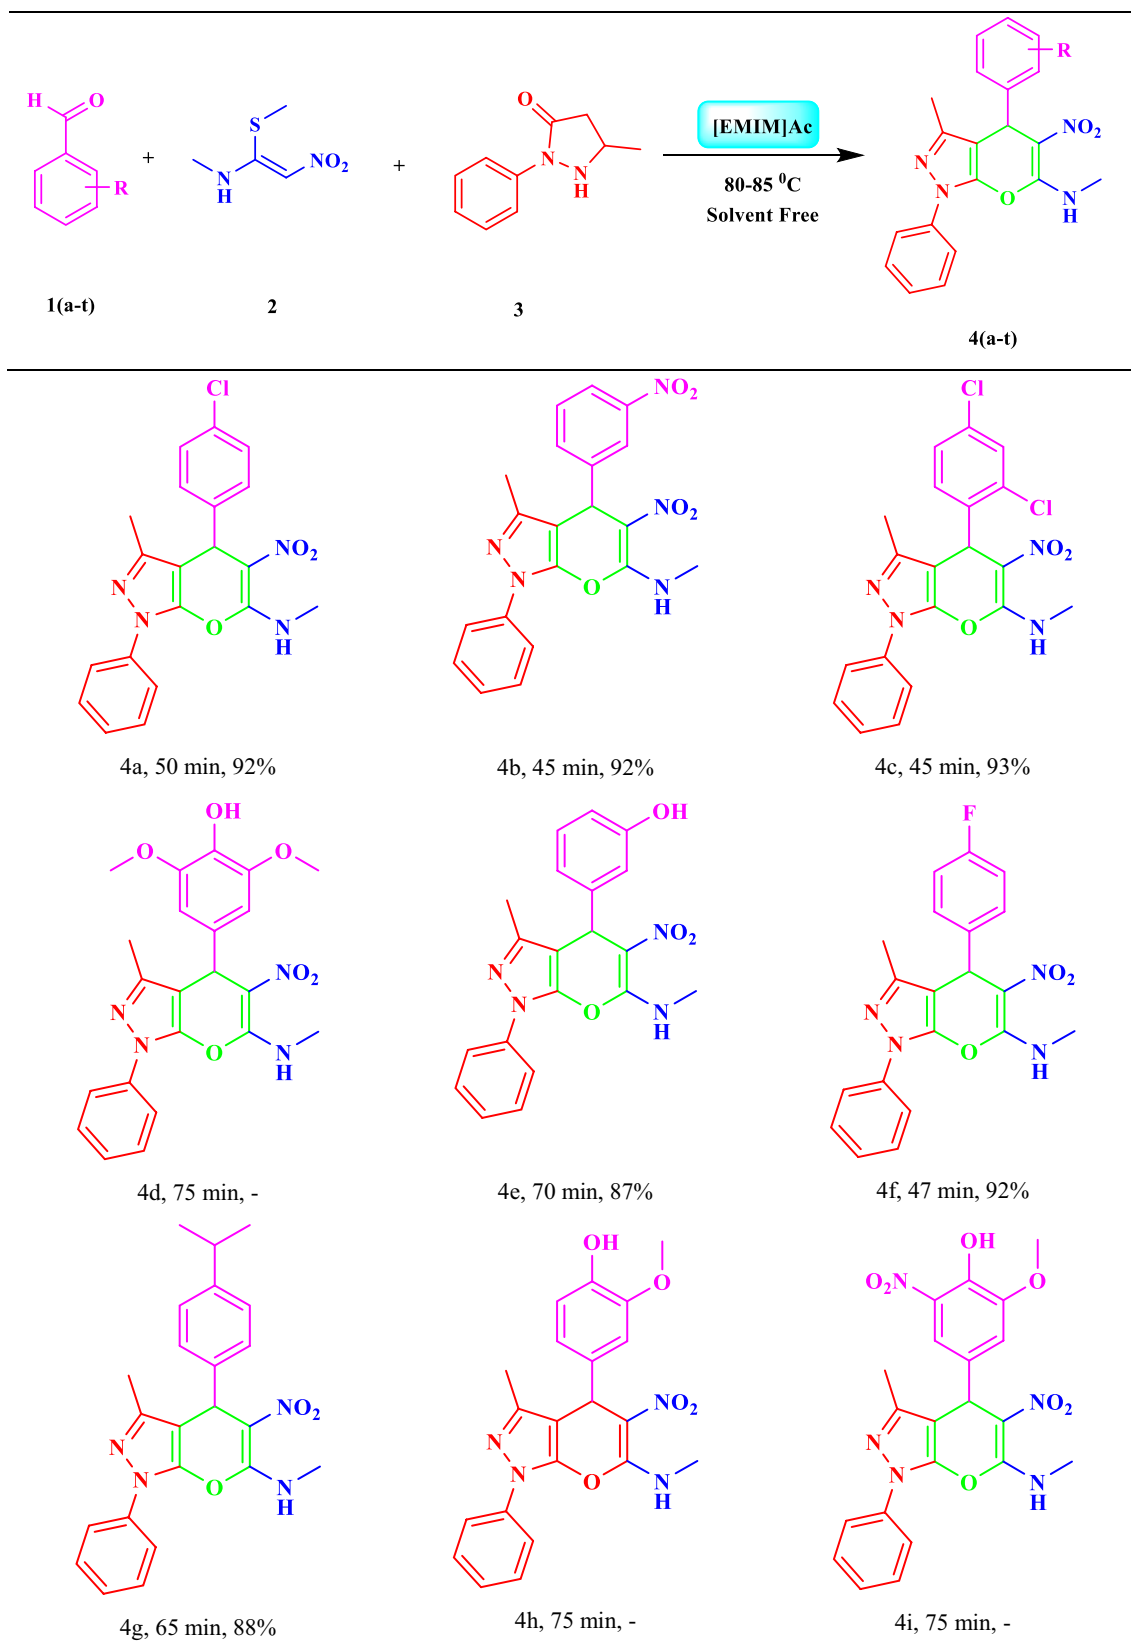 H O
R
1(a-t)
+
S
N
H
NO2
2
+
O
N
N
H
3
[EMIM]Ac
80-85 0C
Solvent Free
R
NO2
N
N
O
N
H
4(a-t)
Cl
NO2
N
N
O
N
H
4a, 50 min, 92%
NO2
NO2
N
N
O
N
H
4b, 45 min, 92%
Cl
Cl
NO2
N
N
O
N
H
4c, 45 min, 93%
OH
O
O
NO2
N
N
O
N
H
4d, 75 min, -
OH
NO2
N
N
O
N
H
4e, 70 min, 87%
F
NO2
N
N
O
N
H
4f, 47 min, 92%
NO2
N
N
O
N
H
4g, 65 min, 88%
OH
O
NO2
N
N
O
N
H
4h, 75 min, -
OH
O2N
O
NO2
N
N
O
N
H
4i, 75 min, -